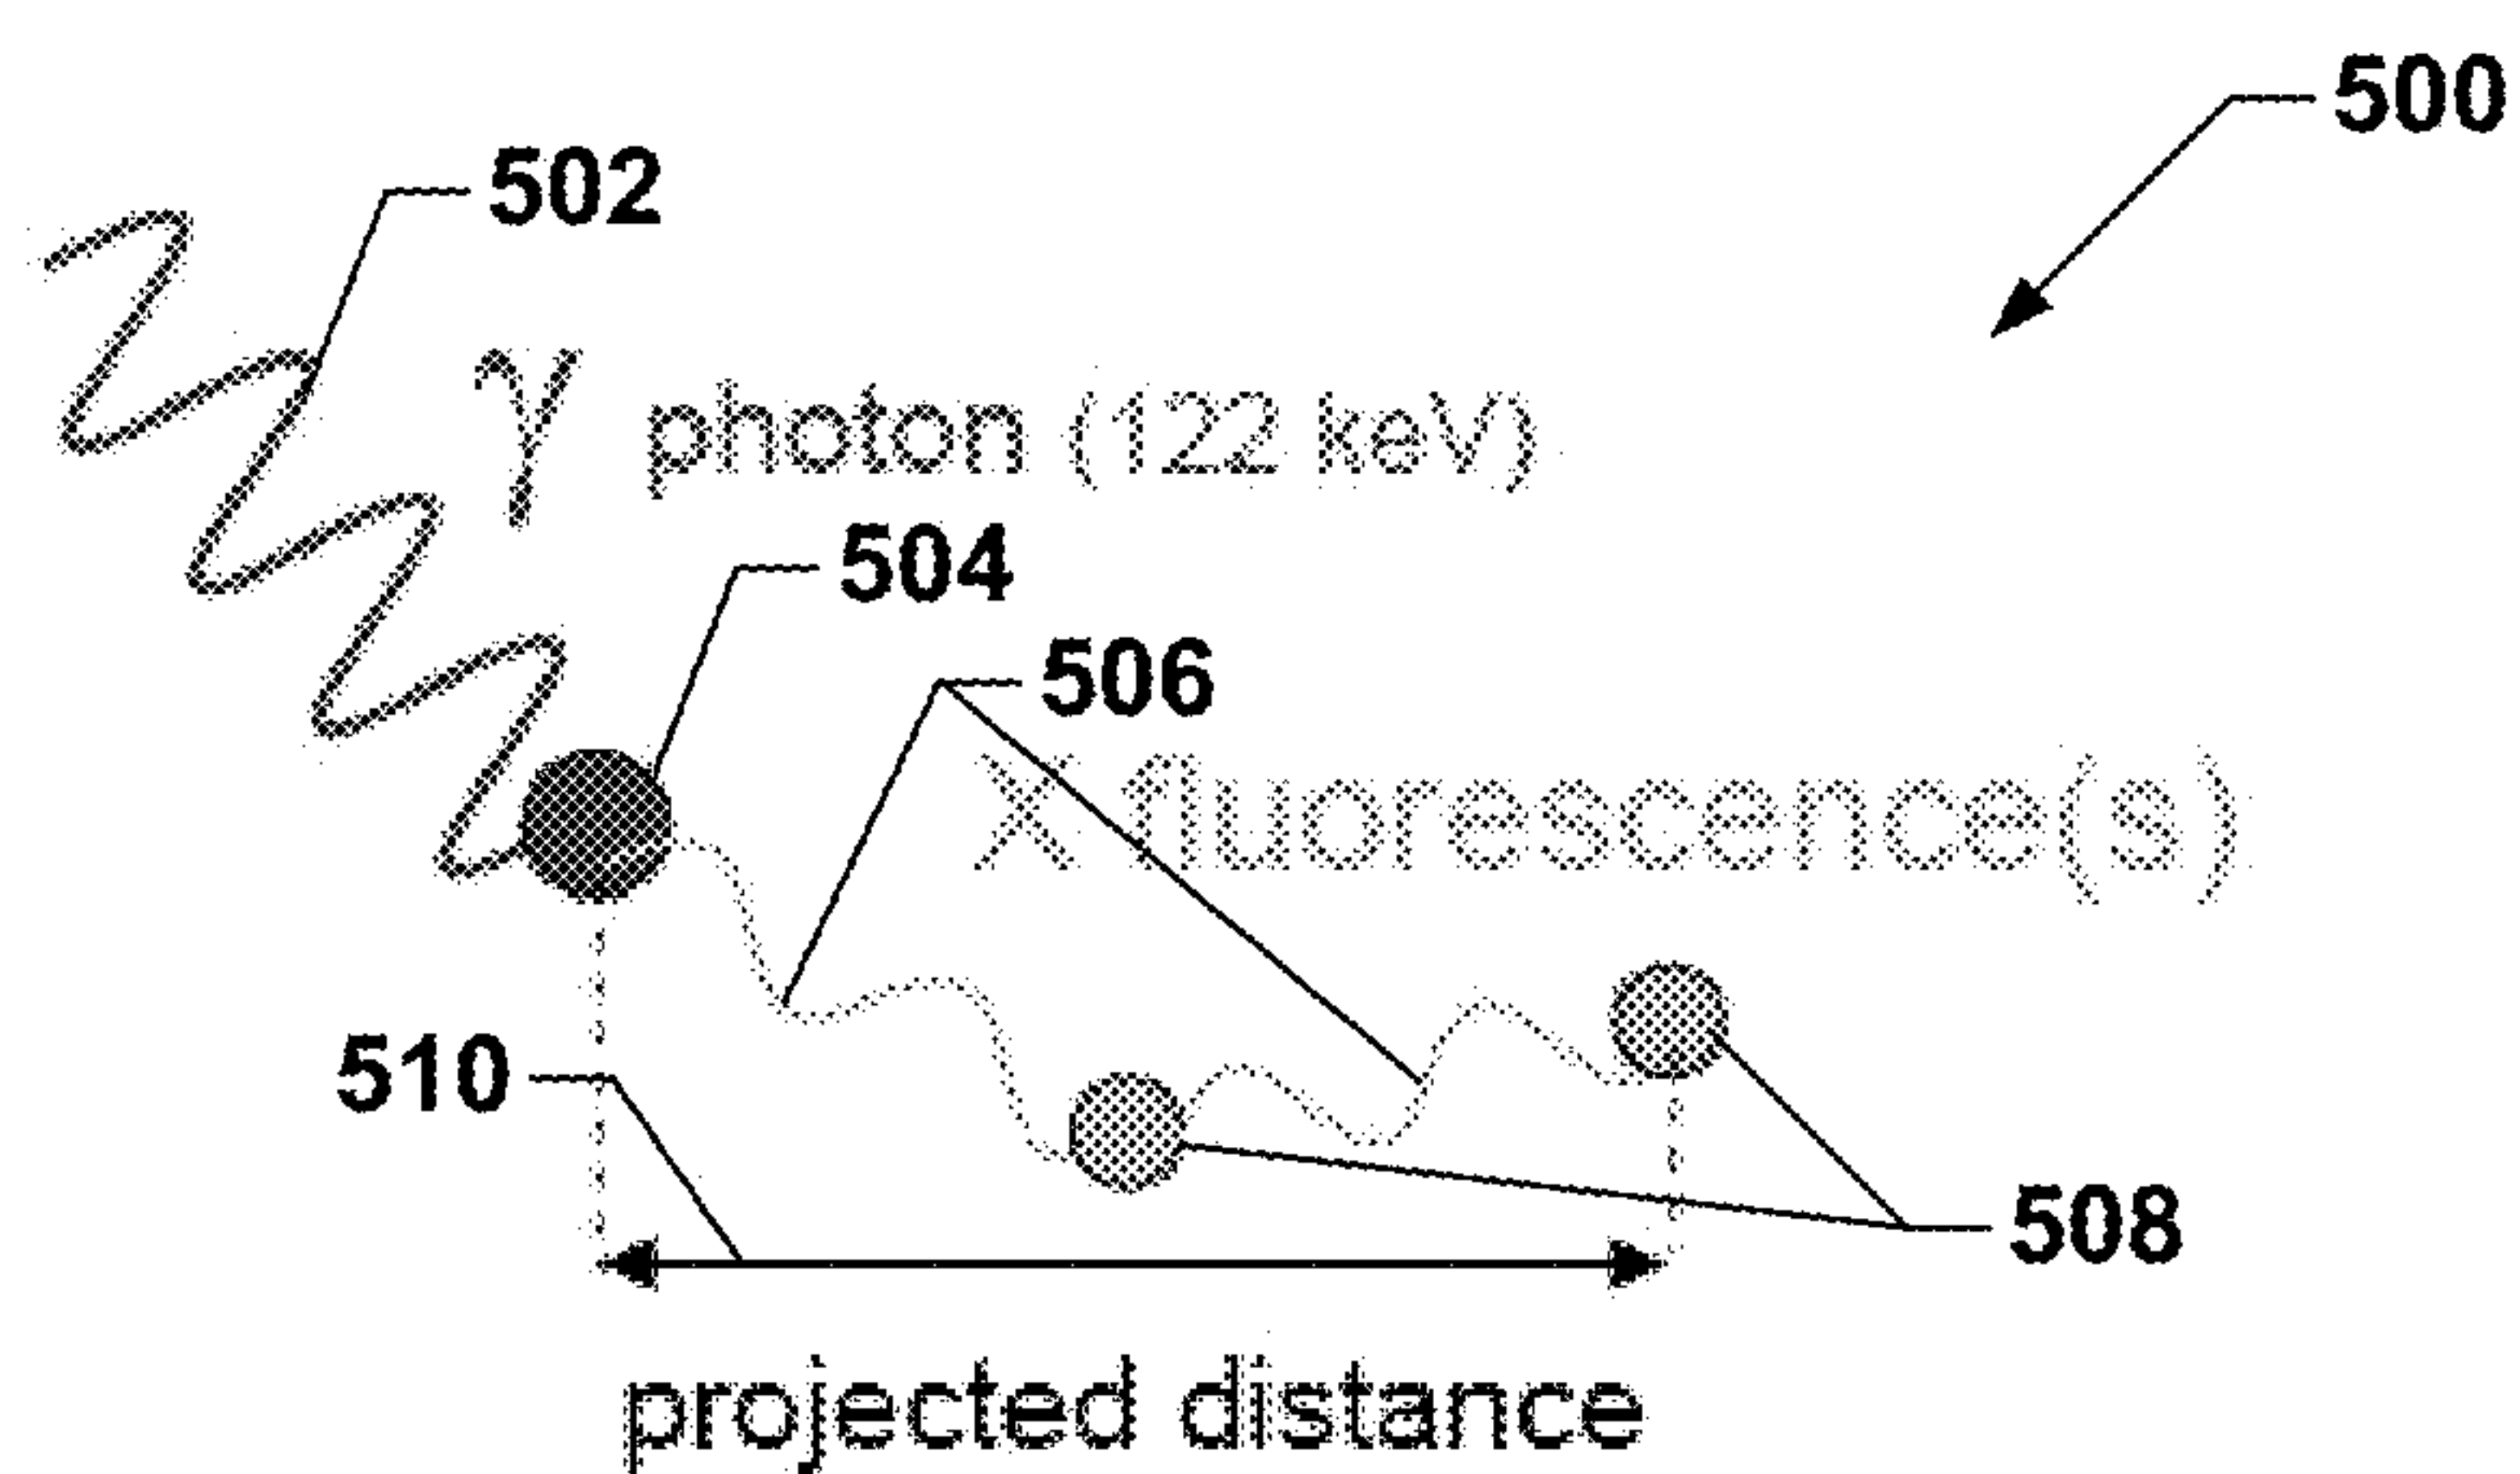 500
502
γ photon (122 keV)
504
506
X fluorescence(s)
510
508
projected distance